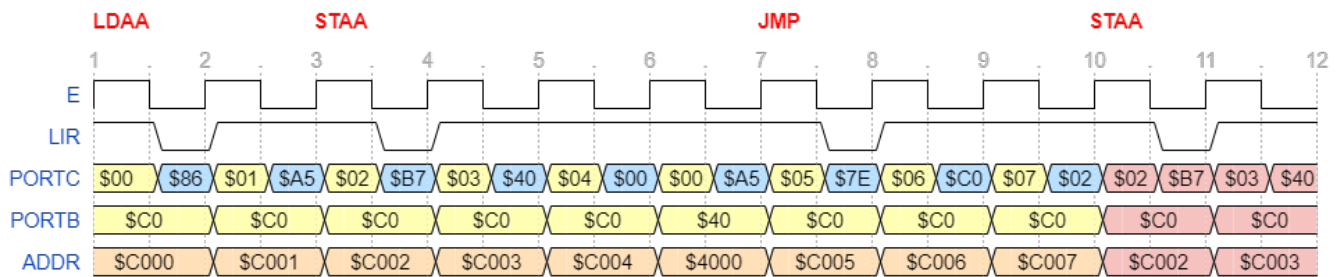 LDAA STAA JMP STAA
1 . 2 . 3 . 4 . 5 . 6 . 7 . 8 . 9 . 10 . 11 . 12
E
LIR
PORTC $00 $86 $01 $A5 $02 $B7 $03 $40 $04 $00 $00 $A5 $05 $7E $06 $C0 $07 $02 $02 $B7 $03 $40
PORTB $C0 $C0 $C0 $C0 $C0 $40 $C0 $C0 $C0 $C0 $C0
ADDR $C000 $C001 $C002 $C003 $C004 $4000 $C005 $C006 $C007 $C002 $C003